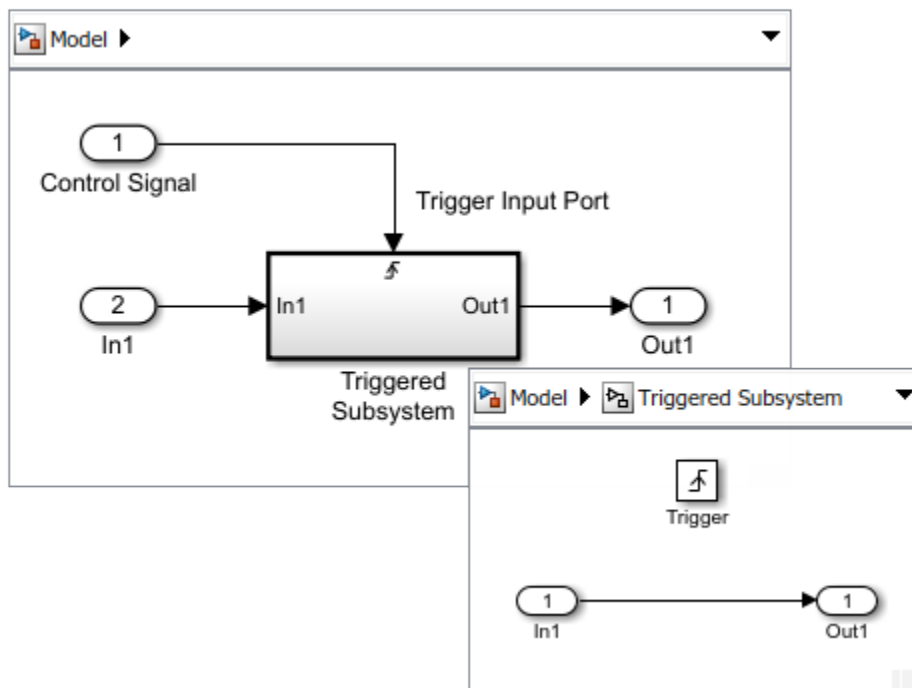 Model
1
Control Signal
Trigger Input Port
2
In1
In1
Out1
1
Out1
Triggered
Subsystem
Model
Triggered Subsystem
Trigger
1
In1
1
Out1